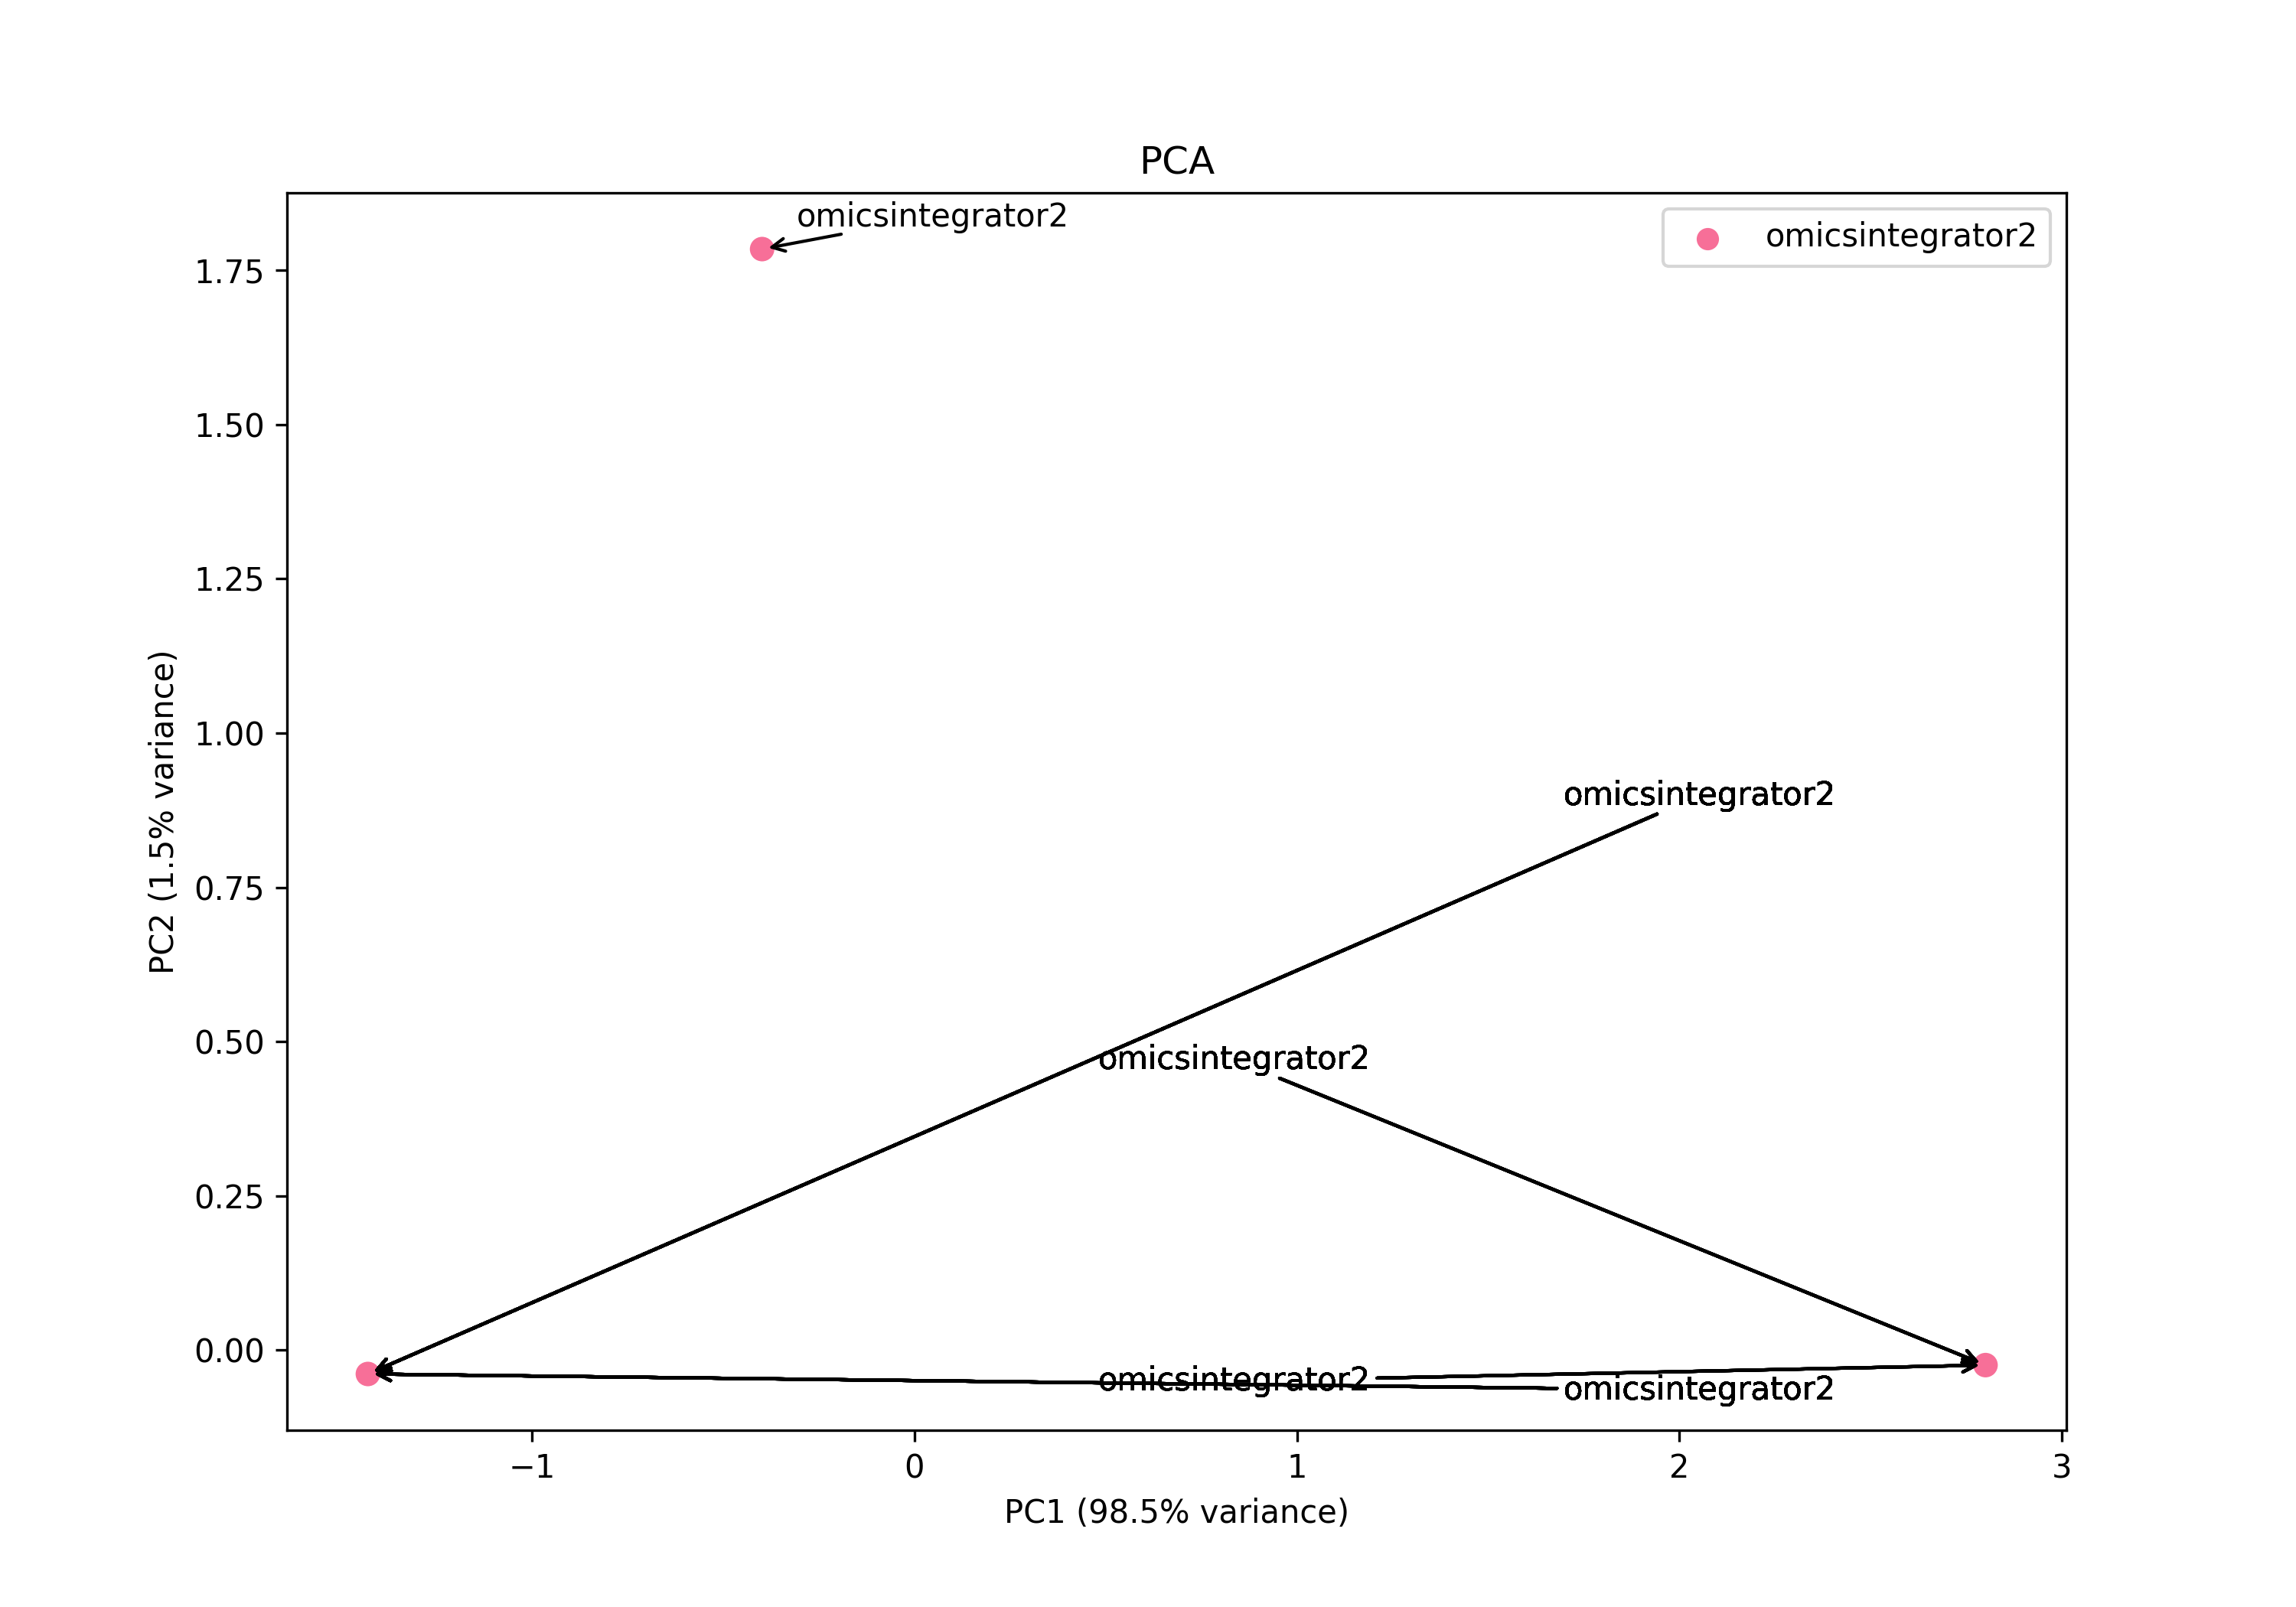 PCA
omicsintegrator2
omicsintegrator2
1.75
1.50
1.25
1.00
0.75
0.50
0.25
0.00
PC2 (1.5% variance)
omicsintegrator2
omicsintegrator2
omicsintegrator2
omicsintegrator2
−1
0
1
2
3
PC1 (98.5% variance)